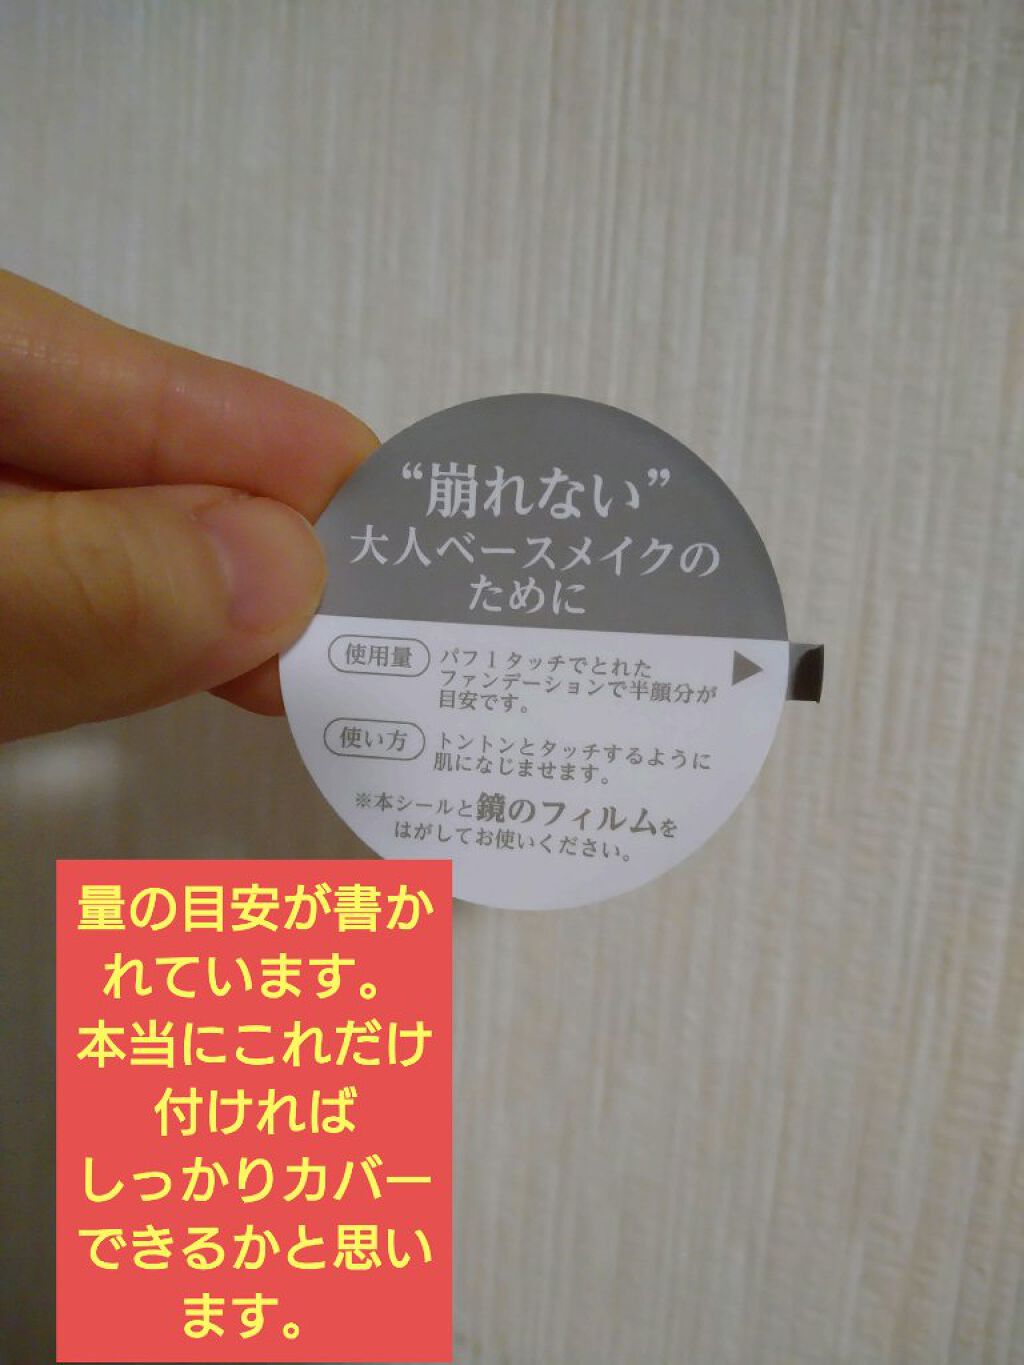 “崩れない”
大人ベースメイクの
ために
使用量 パフ1タッチでとれた
ファンデーションで半顔分が
目安です。
使い方 トントンとタッチするように
肌になじませます。
※本シールと鏡のフィルムを
はがしてお使いください。
量の目安が書か
れています。
本当にこれだけ
付ければ
しっかりカバー
できるかと思い
ます。